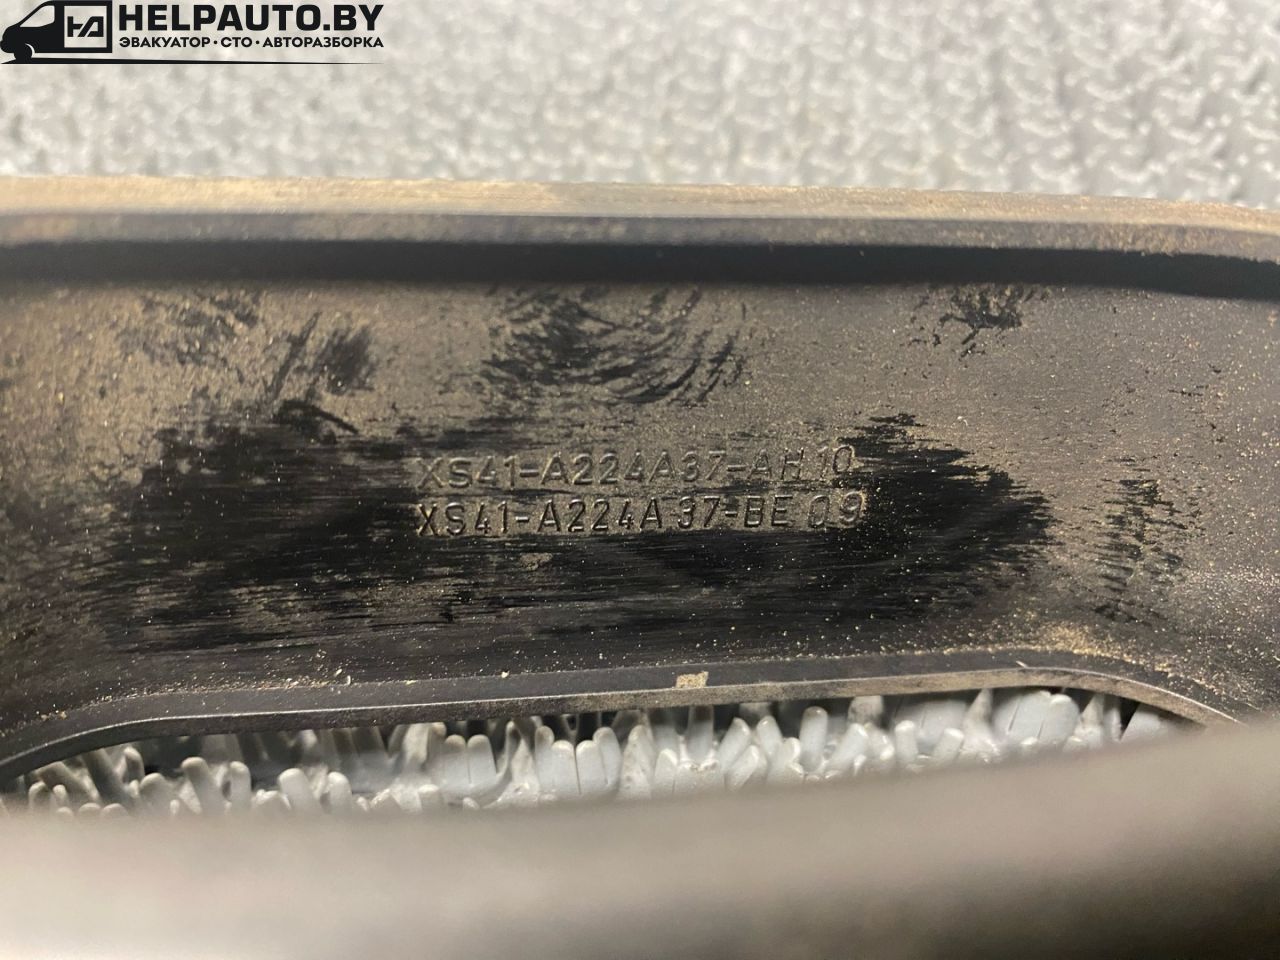 HELPAUTO.BY
ЭВАКУАТОР·СТО·АВТОРАЗБОРКА
XS41-A224A37-AH 10
XS41-A224A37-BE 09